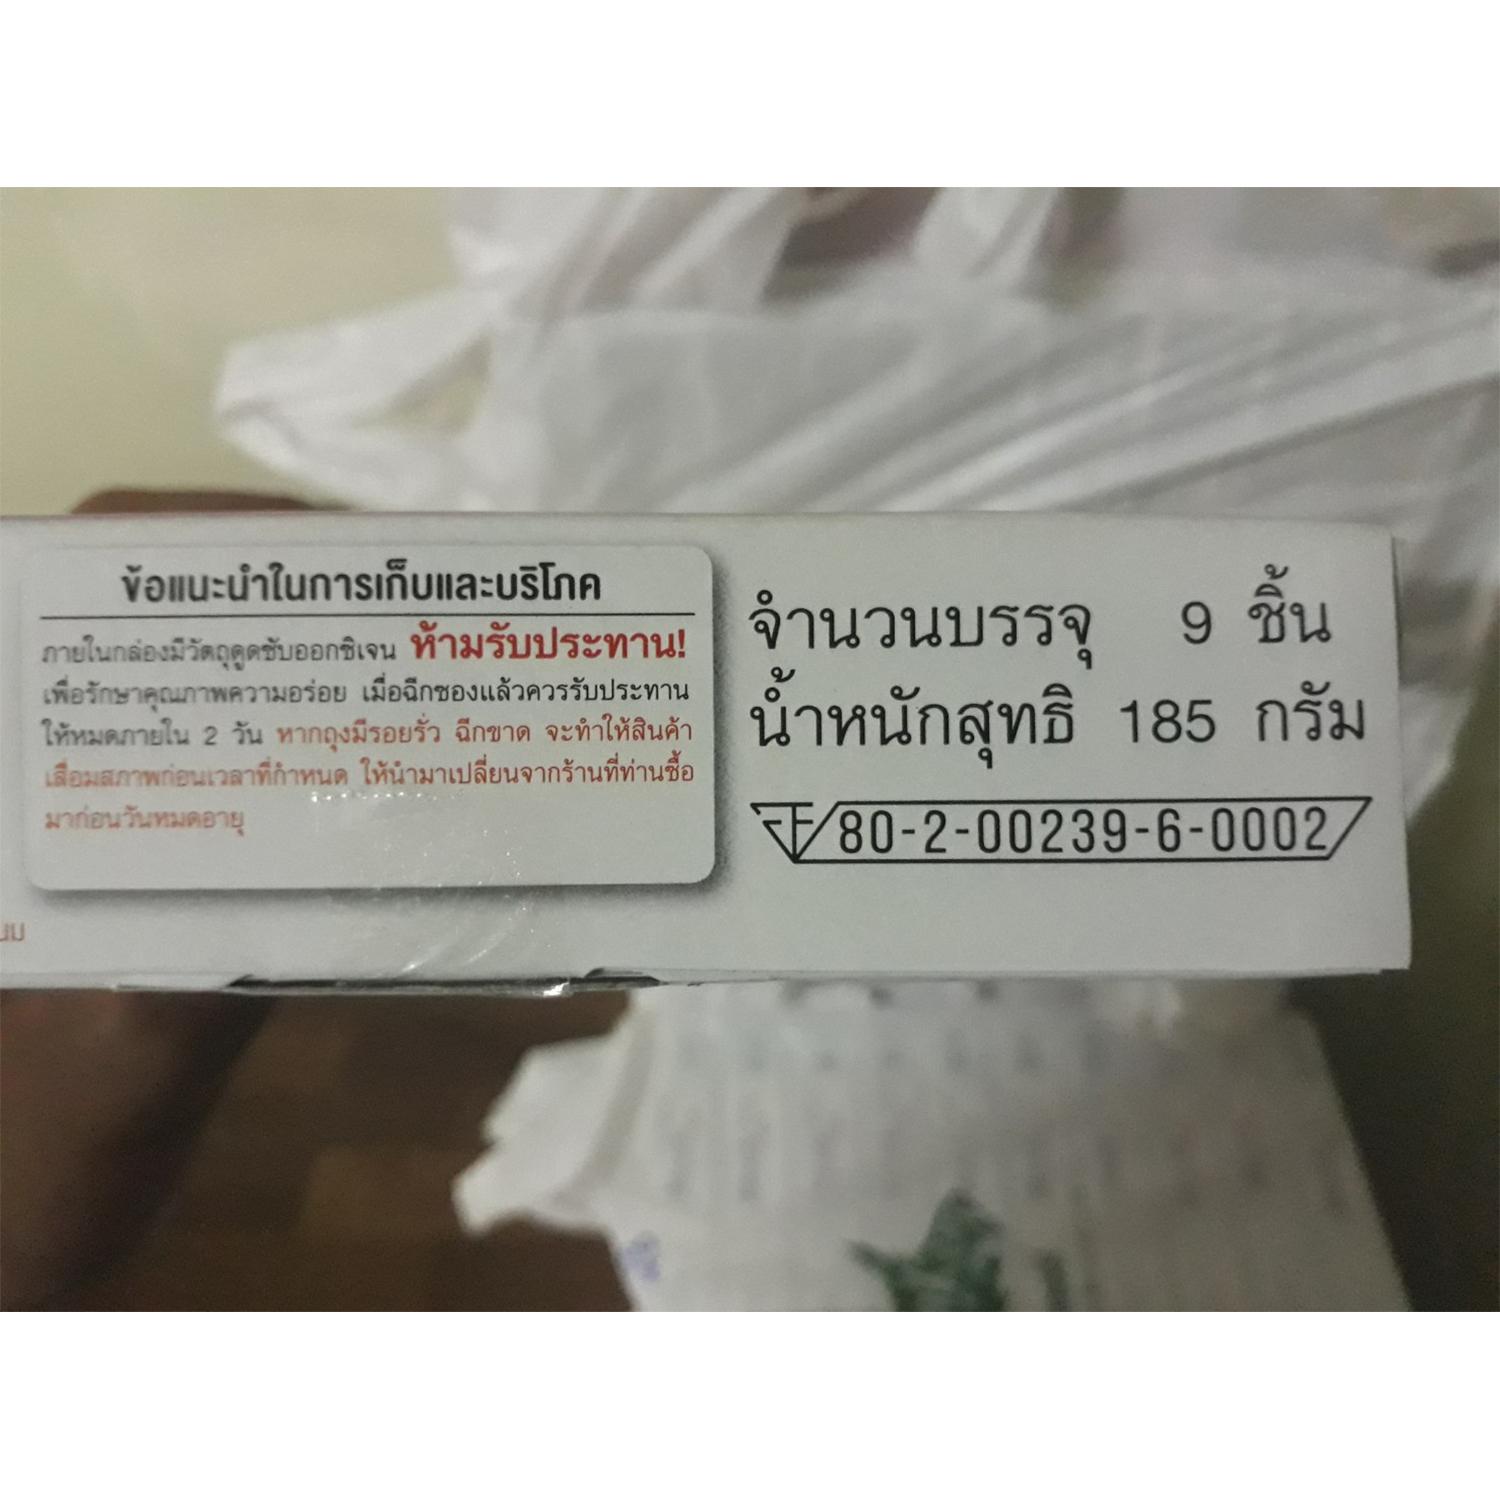 ข้อแนะนำในการเก็บและบริโภค
ภายในกล่องมีวัตถุดูดซับออกซิเจน ห้ามรับประทาน!
เพื่อรักษาคุณภาพความอร่อย เมื่อฉีกซองแล้วควรรับประทาน
ให้หมดภายใน 2 วัน หากถุงมีรอยรั่ว ฉีกขาด จะทำให้สินค้า
เสื่อมสภาพก่อนเวลาที่กำหนด ให้นำมาเปลี่ยนจากร้านที่ท่านซื้อ
มาก่อนวันหมดอายุ
จำนวนบรรจุ 9 ชิ้น
น้ำหนักสุทธิ 185 กรัม
80-2-00239-6-0002